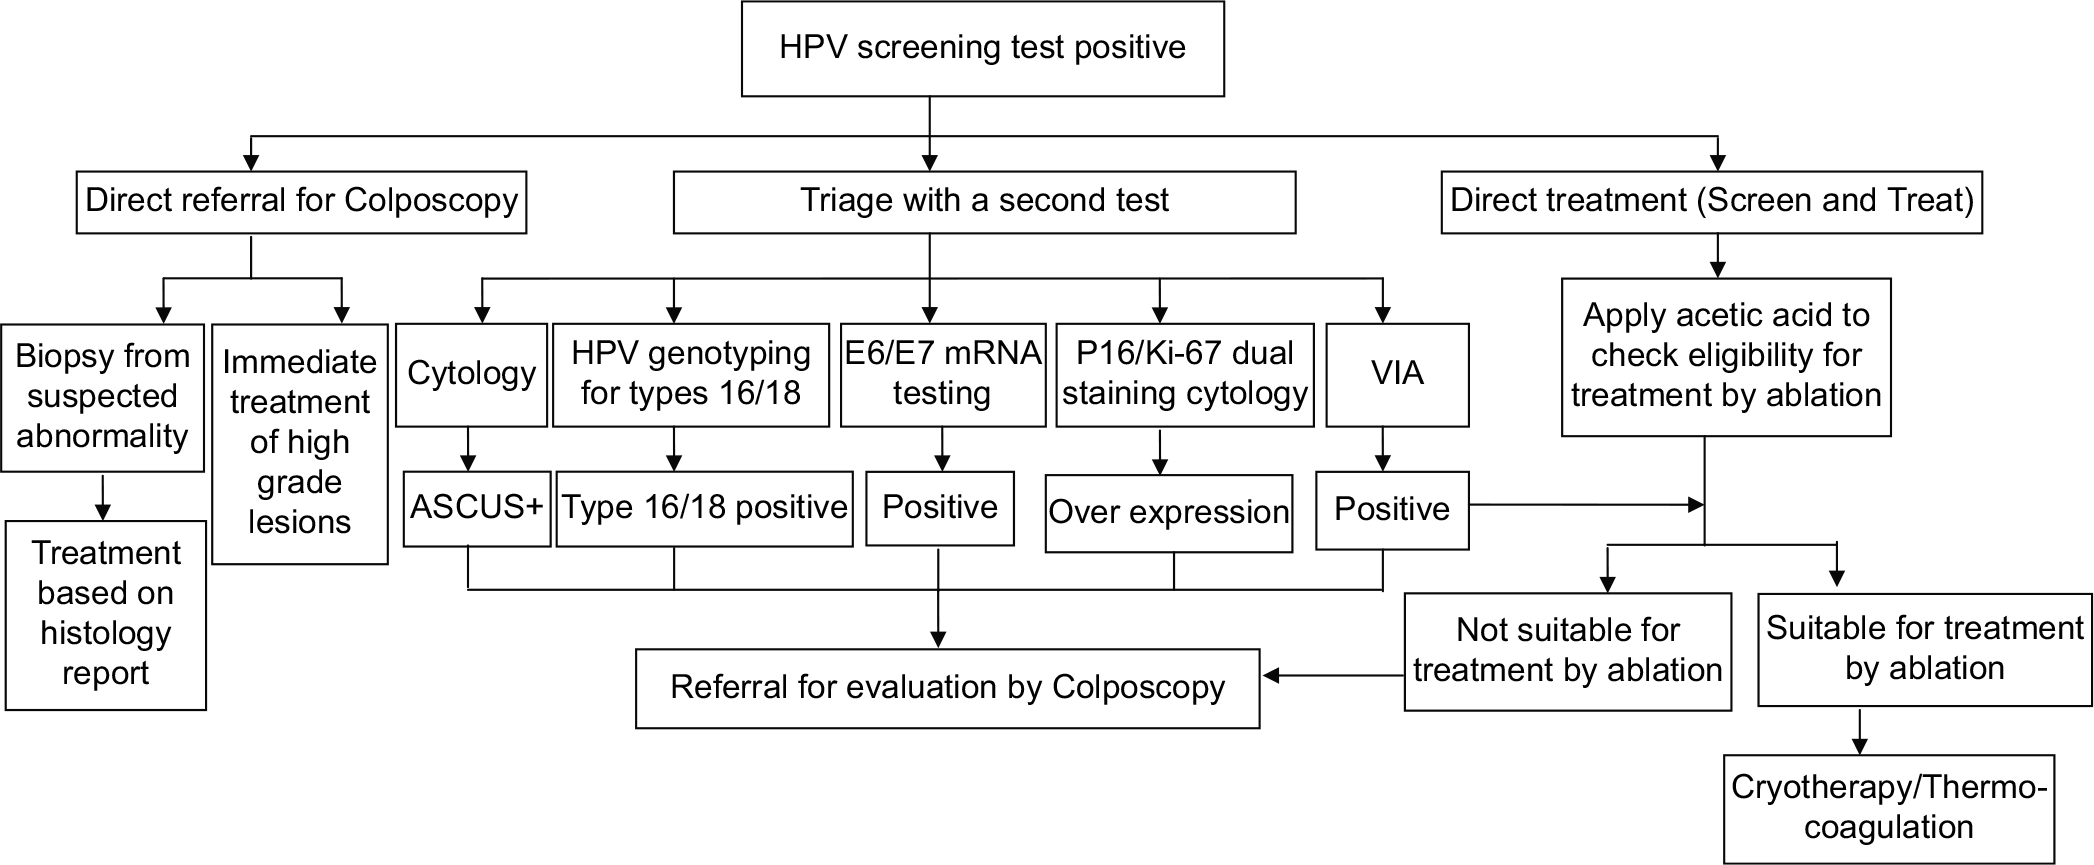 HPV screening test positive
Direct referral for Colposcopy
Triage with a second test
Direct treatment (Screen and Treat)
Biopsy from
suspected
abnormality
Immediate
treatment
of high
grade
lesions
Cytology
HPV genotyping
for types 16/18
E6/E7 mRNA
testing
P16/Ki-67 dual
staining cytology
VIA
Apply acetic acid to
check eligibility for
treatment by ablation
Treatment
based on
histology
report
ASCUS+
Type 16/18 positive
Positive
Over expression
Positive
Not suitable for
treatment by ablation
Suitable for treatment
by ablation
Referral for evaluation by Colposcopy
Cryotherapy/Thermo-
coagulation